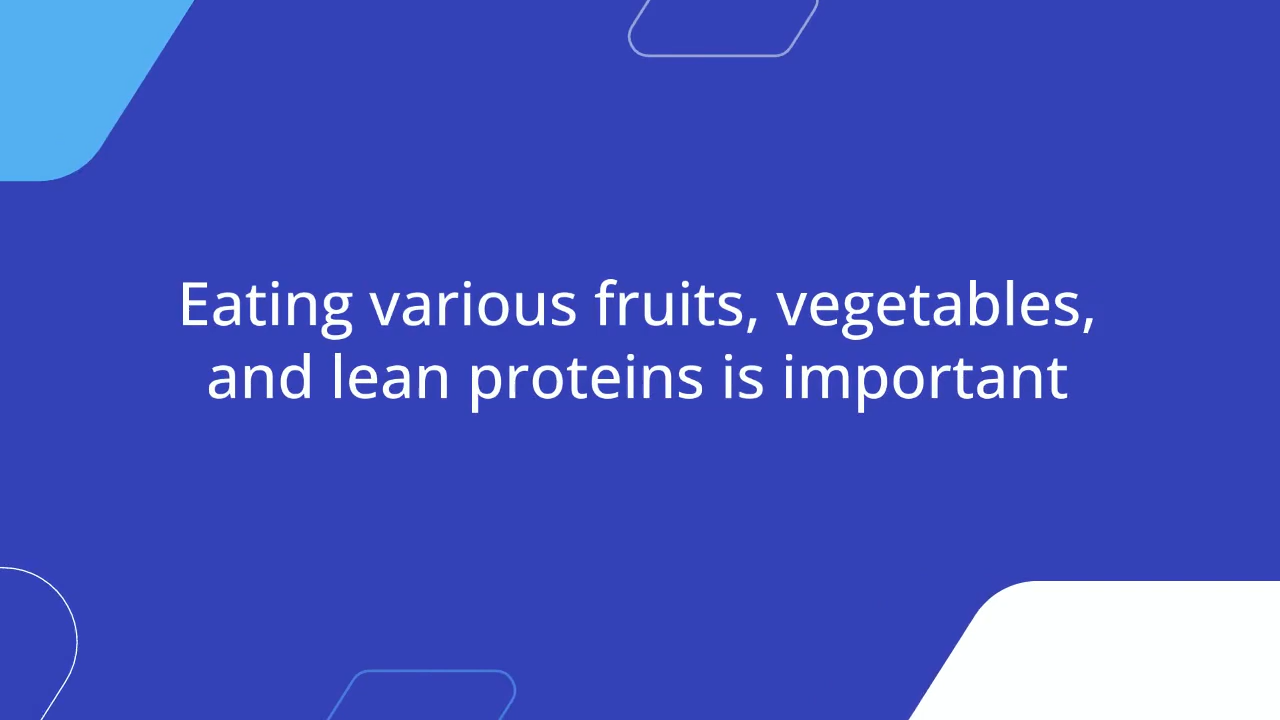 Eating various fruits, vegetables,
and lean proteins is important